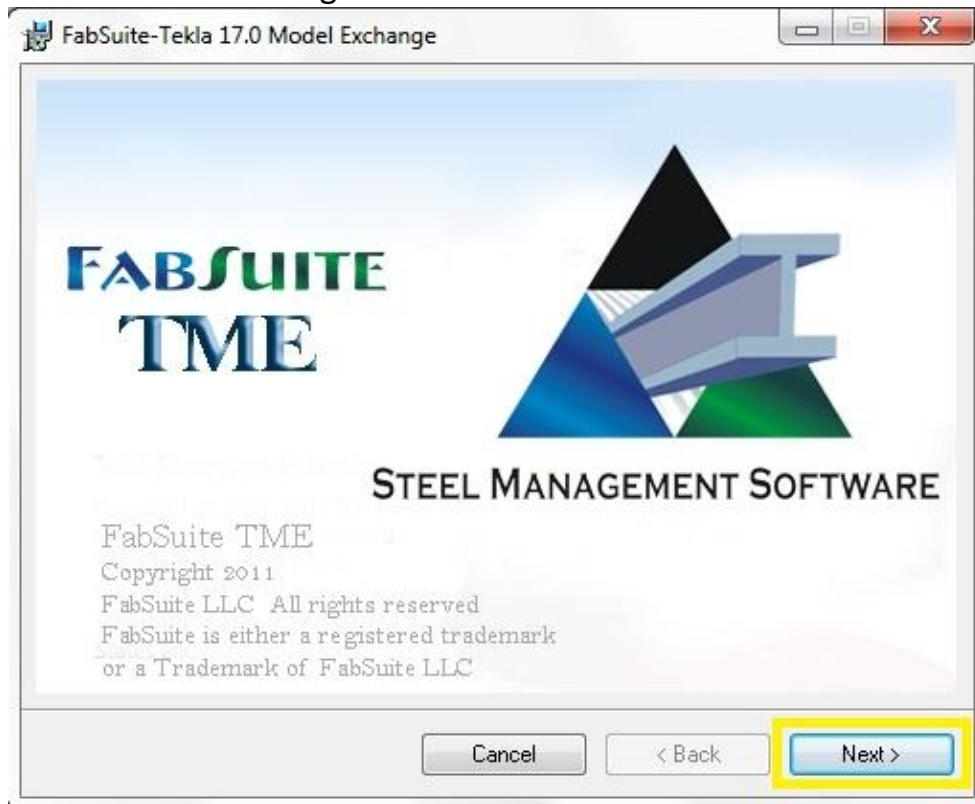 FabSuite-Tekla 17.0 Model Exchange
FABSUITE
TME
STEEL MANAGEMENT SOFTWARE
FabSuite TME
Copyright 2011
FabSuite LLC All rights reserved
FabSuite is either a registered trademark
or a Trademark of FabSuite LLC
Cancel
< Back
Next >